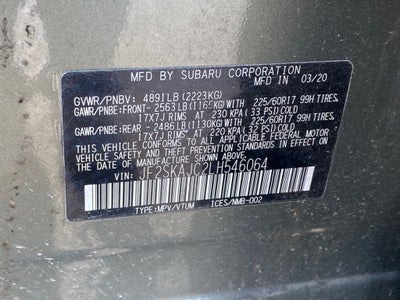 MFD BY SUBARU CORPORATION 03/20
GVWR/PNBV: 4891LB (2223KG)
GAWR/PNBE:FRONT- 2563LB(1165KG)WITH 225/60R17 99H TIRES,
17X7J RIMS AT 230 KPA (33 PSI)COLD
GAWR/PNBE:REAR - 2486LB(1130KG)WITH 225/60R17 99H TIRES,
17X7J RIMS AT 220 KPA(32 PSI)COLD
THIS VEHICLE CONFORMS TO ALL APPLICABLE FEDERAL MOTOR
VEHICLE SAFETY AND THEFT PREVENTION STANDARDS IN EFFECT ON
THE DATE OF MANUFACTURE SHOWN ABOVE.
VIN: JF2SKAJC2LH546064
TYPE:MPV/VTUM ICES/NMB-002